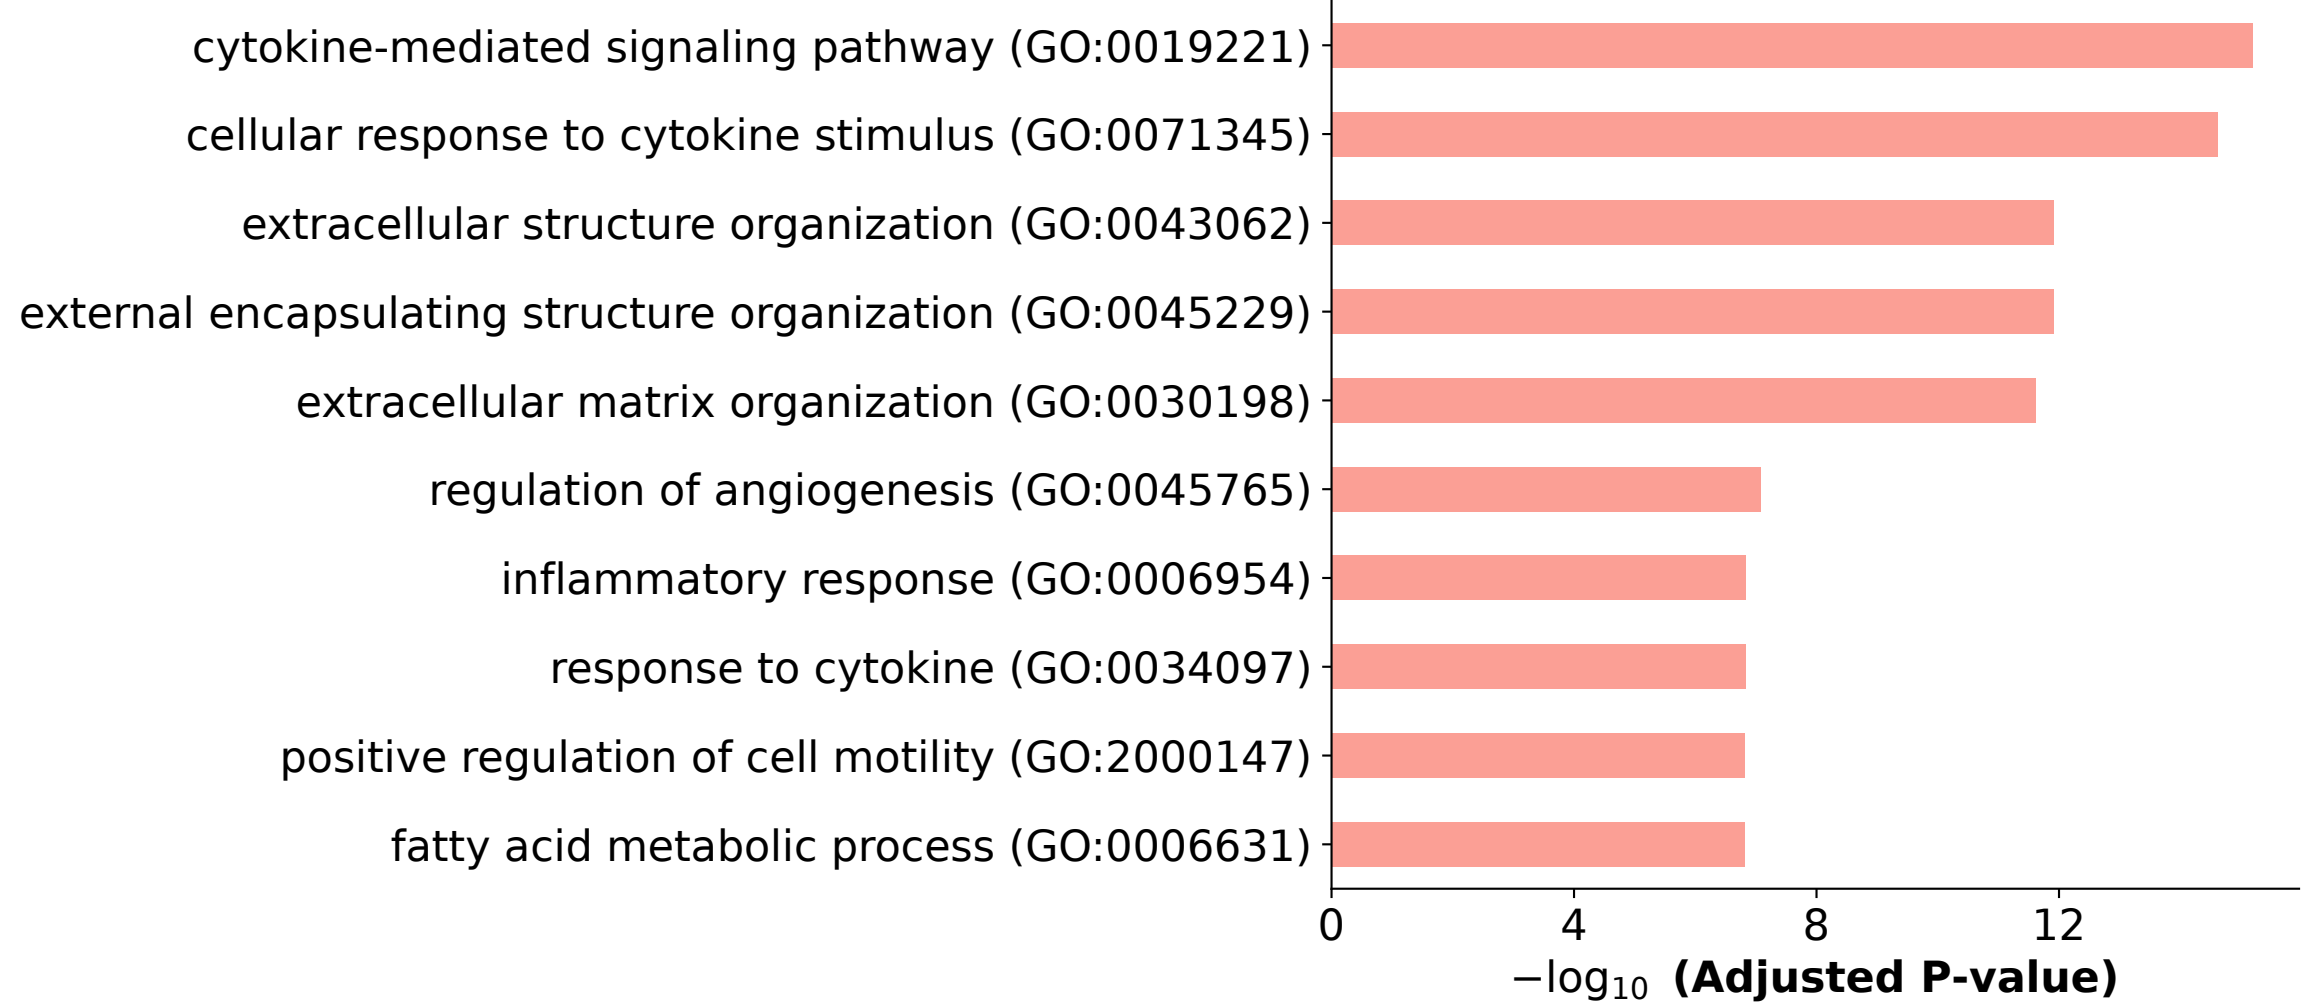 cytokine-mediated signaling pathway (GO:0019221)
cellular response to cytokine stimulus (GO:0071345)
extracellular structure organization (GO:0043062)
external encapsulating structure organization (GO:0045229)
extracellular matrix organization (GO:0030198)
regulation of angiogenesis (GO:0045765)
inflammatory response (GO:0006954)
response to cytokine (GO:0034097)
positive regulation of cell motility (GO:2000147)
fatty acid metabolic process (GO:0006631)
0 4 8 12
−log₁₀ (Adjusted P-value)